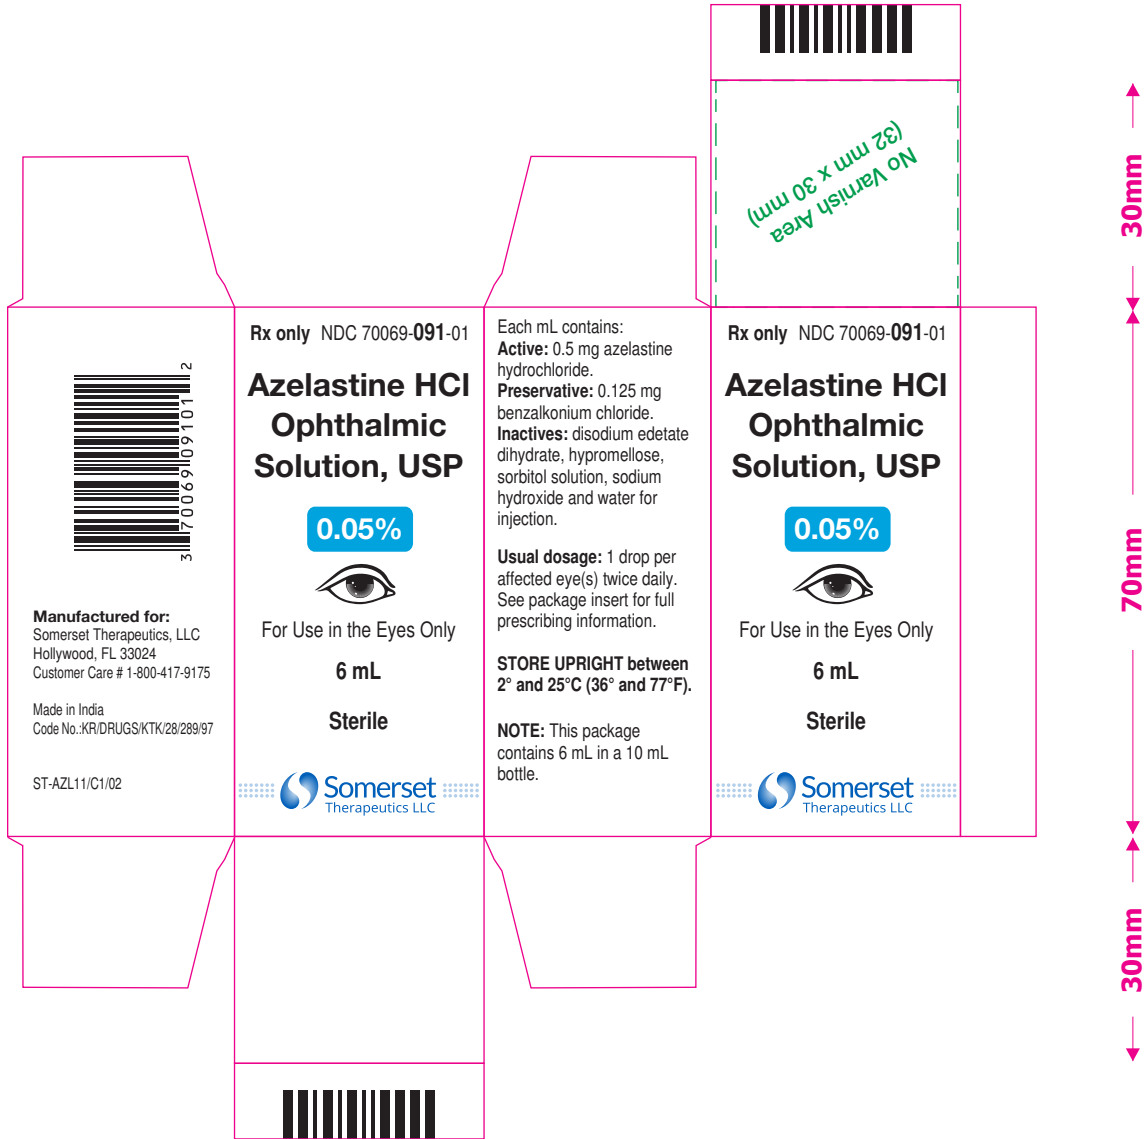 No Varnish Area
(32 mm x 30 mm)
30mm
70mm
30mm
3 70069 09101 2
Manufactured for:
Somerset Therapeutics, LLC
Hollywood, FL 33024
Customer Care # 1-800-417-9175
Made in India
Code No.:KR/DRUGS/KTK/28/289/97
ST-AZL11/C1/02
Rx only NDC 70069-091-01
Azelastine HCl
Ophthalmic
Solution, USP
0.05%
For Use in the Eyes Only
6 mL
Sterile
Somerset
Therapeutics LLC
Each mL contains:
Active: 0.5 mg azelastine
hydrochloride.
Preservative: 0.125 mg
benzalkonium chloride.
Inactives: disodium edetate
dihydrate, hypromellose,
sorbitol solution, sodium
hydroxide and water for
injection.
Usual dosage: 1 drop per
affected eye(s) twice daily.
See package insert for full
prescribing information.
STORE UPRIGHT between
2° and 25°C (36° and 77°F).
NOTE: This package
contains 6 mL in a 10 mL
bottle.
Rx only NDC 70069-091-01
Azelastine HCl
Ophthalmic
Solution, USP
0.05%
For Use in the Eyes Only
6 mL
Sterile
Somerset
Therapeutics LLC